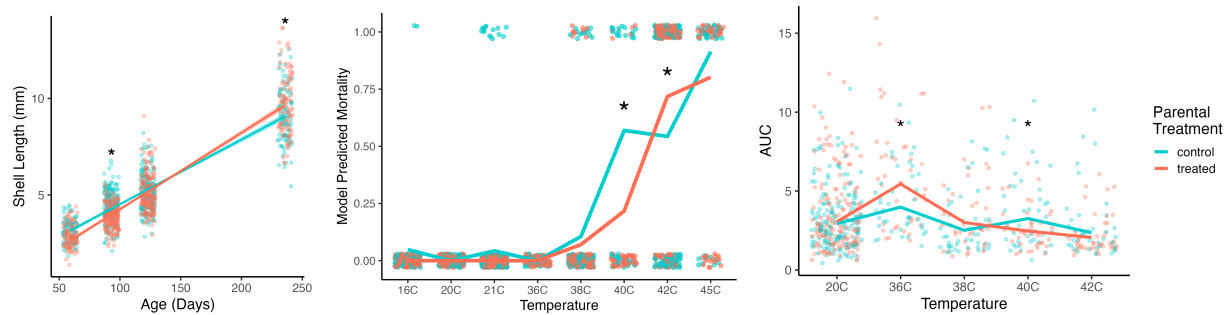 *
*
10
5
Shell Length (mm)
50 100 150 200 250
Age (Days)
*
*
1.00
0.75
0.50
0.25
0.00
Model Predicted Mortality
16C 20C 21C 36C 38C 40C 42C 45C
Temperature
* *
15
10
5
0
AUC
20C 36C 38C 40C 42C
Temperature
Parental
Treatment
control
treated